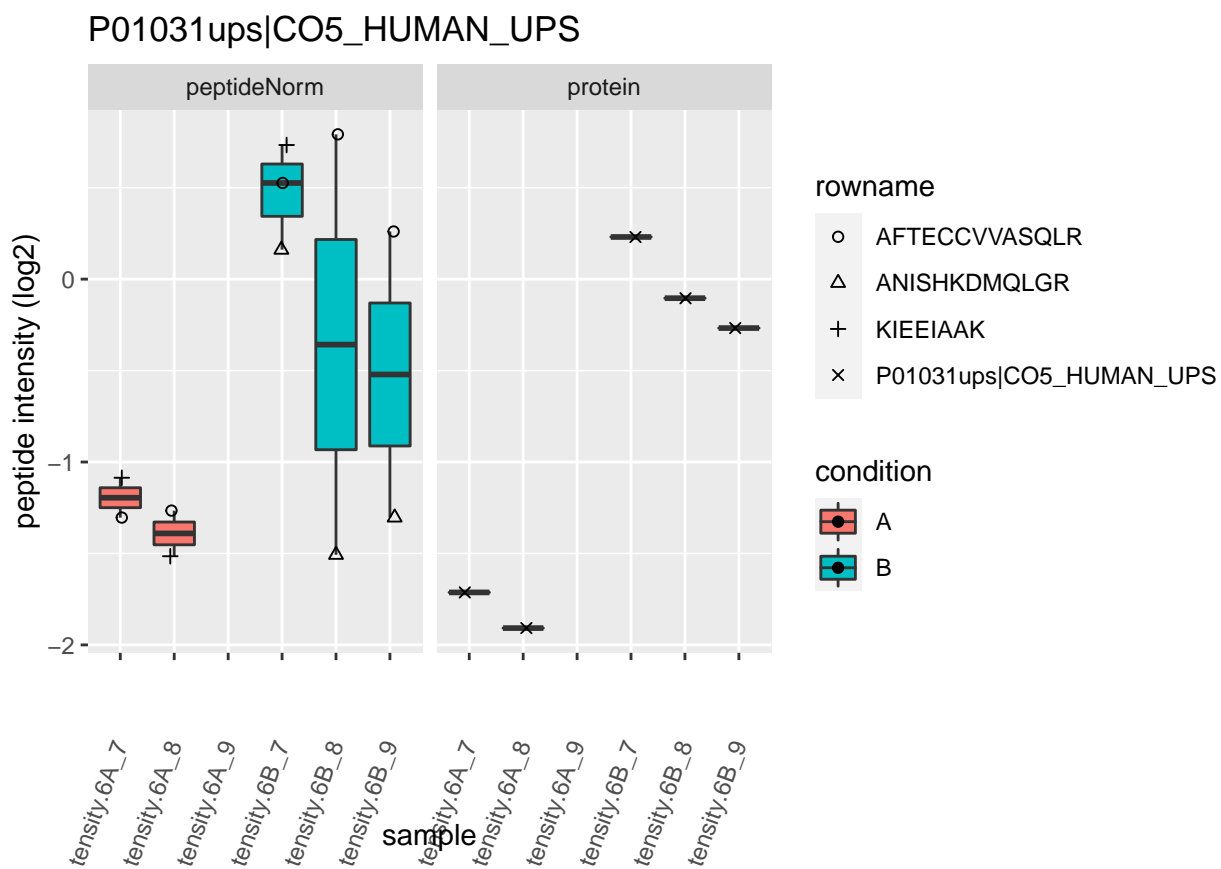 P01031ups|CO5_HUMAN_UPS
peptideNorm
protein
peptide intensity (log2)
0
−1
−2
tensity.6A_7
tensity.6A_8
tensity.6A_9
tensity.6B_7
tensity.6B_8
tensity.6B_9
tensity.6A_7
tensity.6A_8
tensity.6A_9
tensity.6B_7
tensity.6B_8
tensity.6B_9
sample
rowname
AFTECCVVASQLR
ANISHKDMQLGR
KIEEIAAK
P01031ups|CO5_HUMAN_UPS
condition
A
B